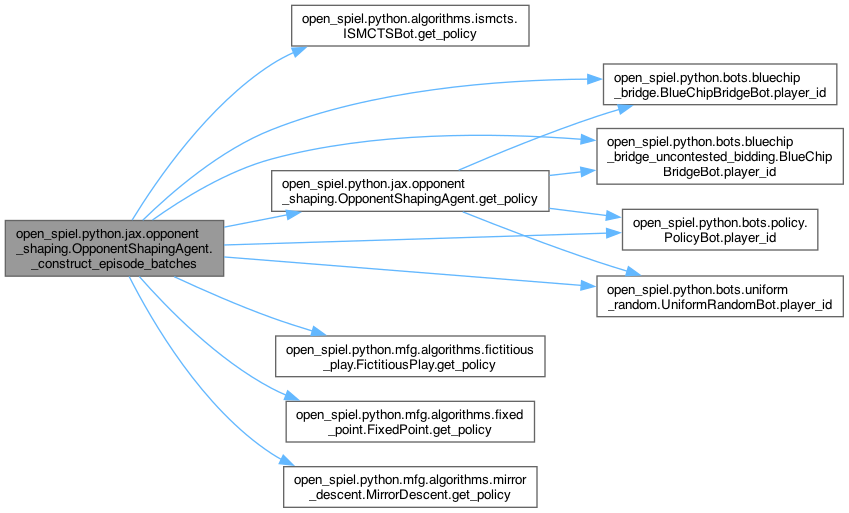 open_spiel.python.algorithms.ismcts.
ISMCTSBot.get_policy
open_spiel.python.bots.bluechip
_bridge.BlueChipBridgeBot.player_id
open_spiel.python.bots.bluechip
_bridge_uncontested_bidding.BlueChip
BridgeBot.player_id
open_spiel.python.jax.opponent
_shaping.OpponentShapingAgent.get_policy
open_spiel.python.bots.policy.
PolicyBot.player_id
open_spiel.python.jax.opponent
_shaping.OpponentShapingAgent.
_construct_episode_batches
open_spiel.python.bots.uniform
_random.UniformRandomBot.player_id
open_spiel.python.mfg.algorithms.fictitious
_play.FictitiousPlay.get_policy
open_spiel.python.mfg.algorithms.fixed
_point.FixedPoint.get_policy
open_spiel.python.mfg.algorithms.mirror
_descent.MirrorDescent.get_policy